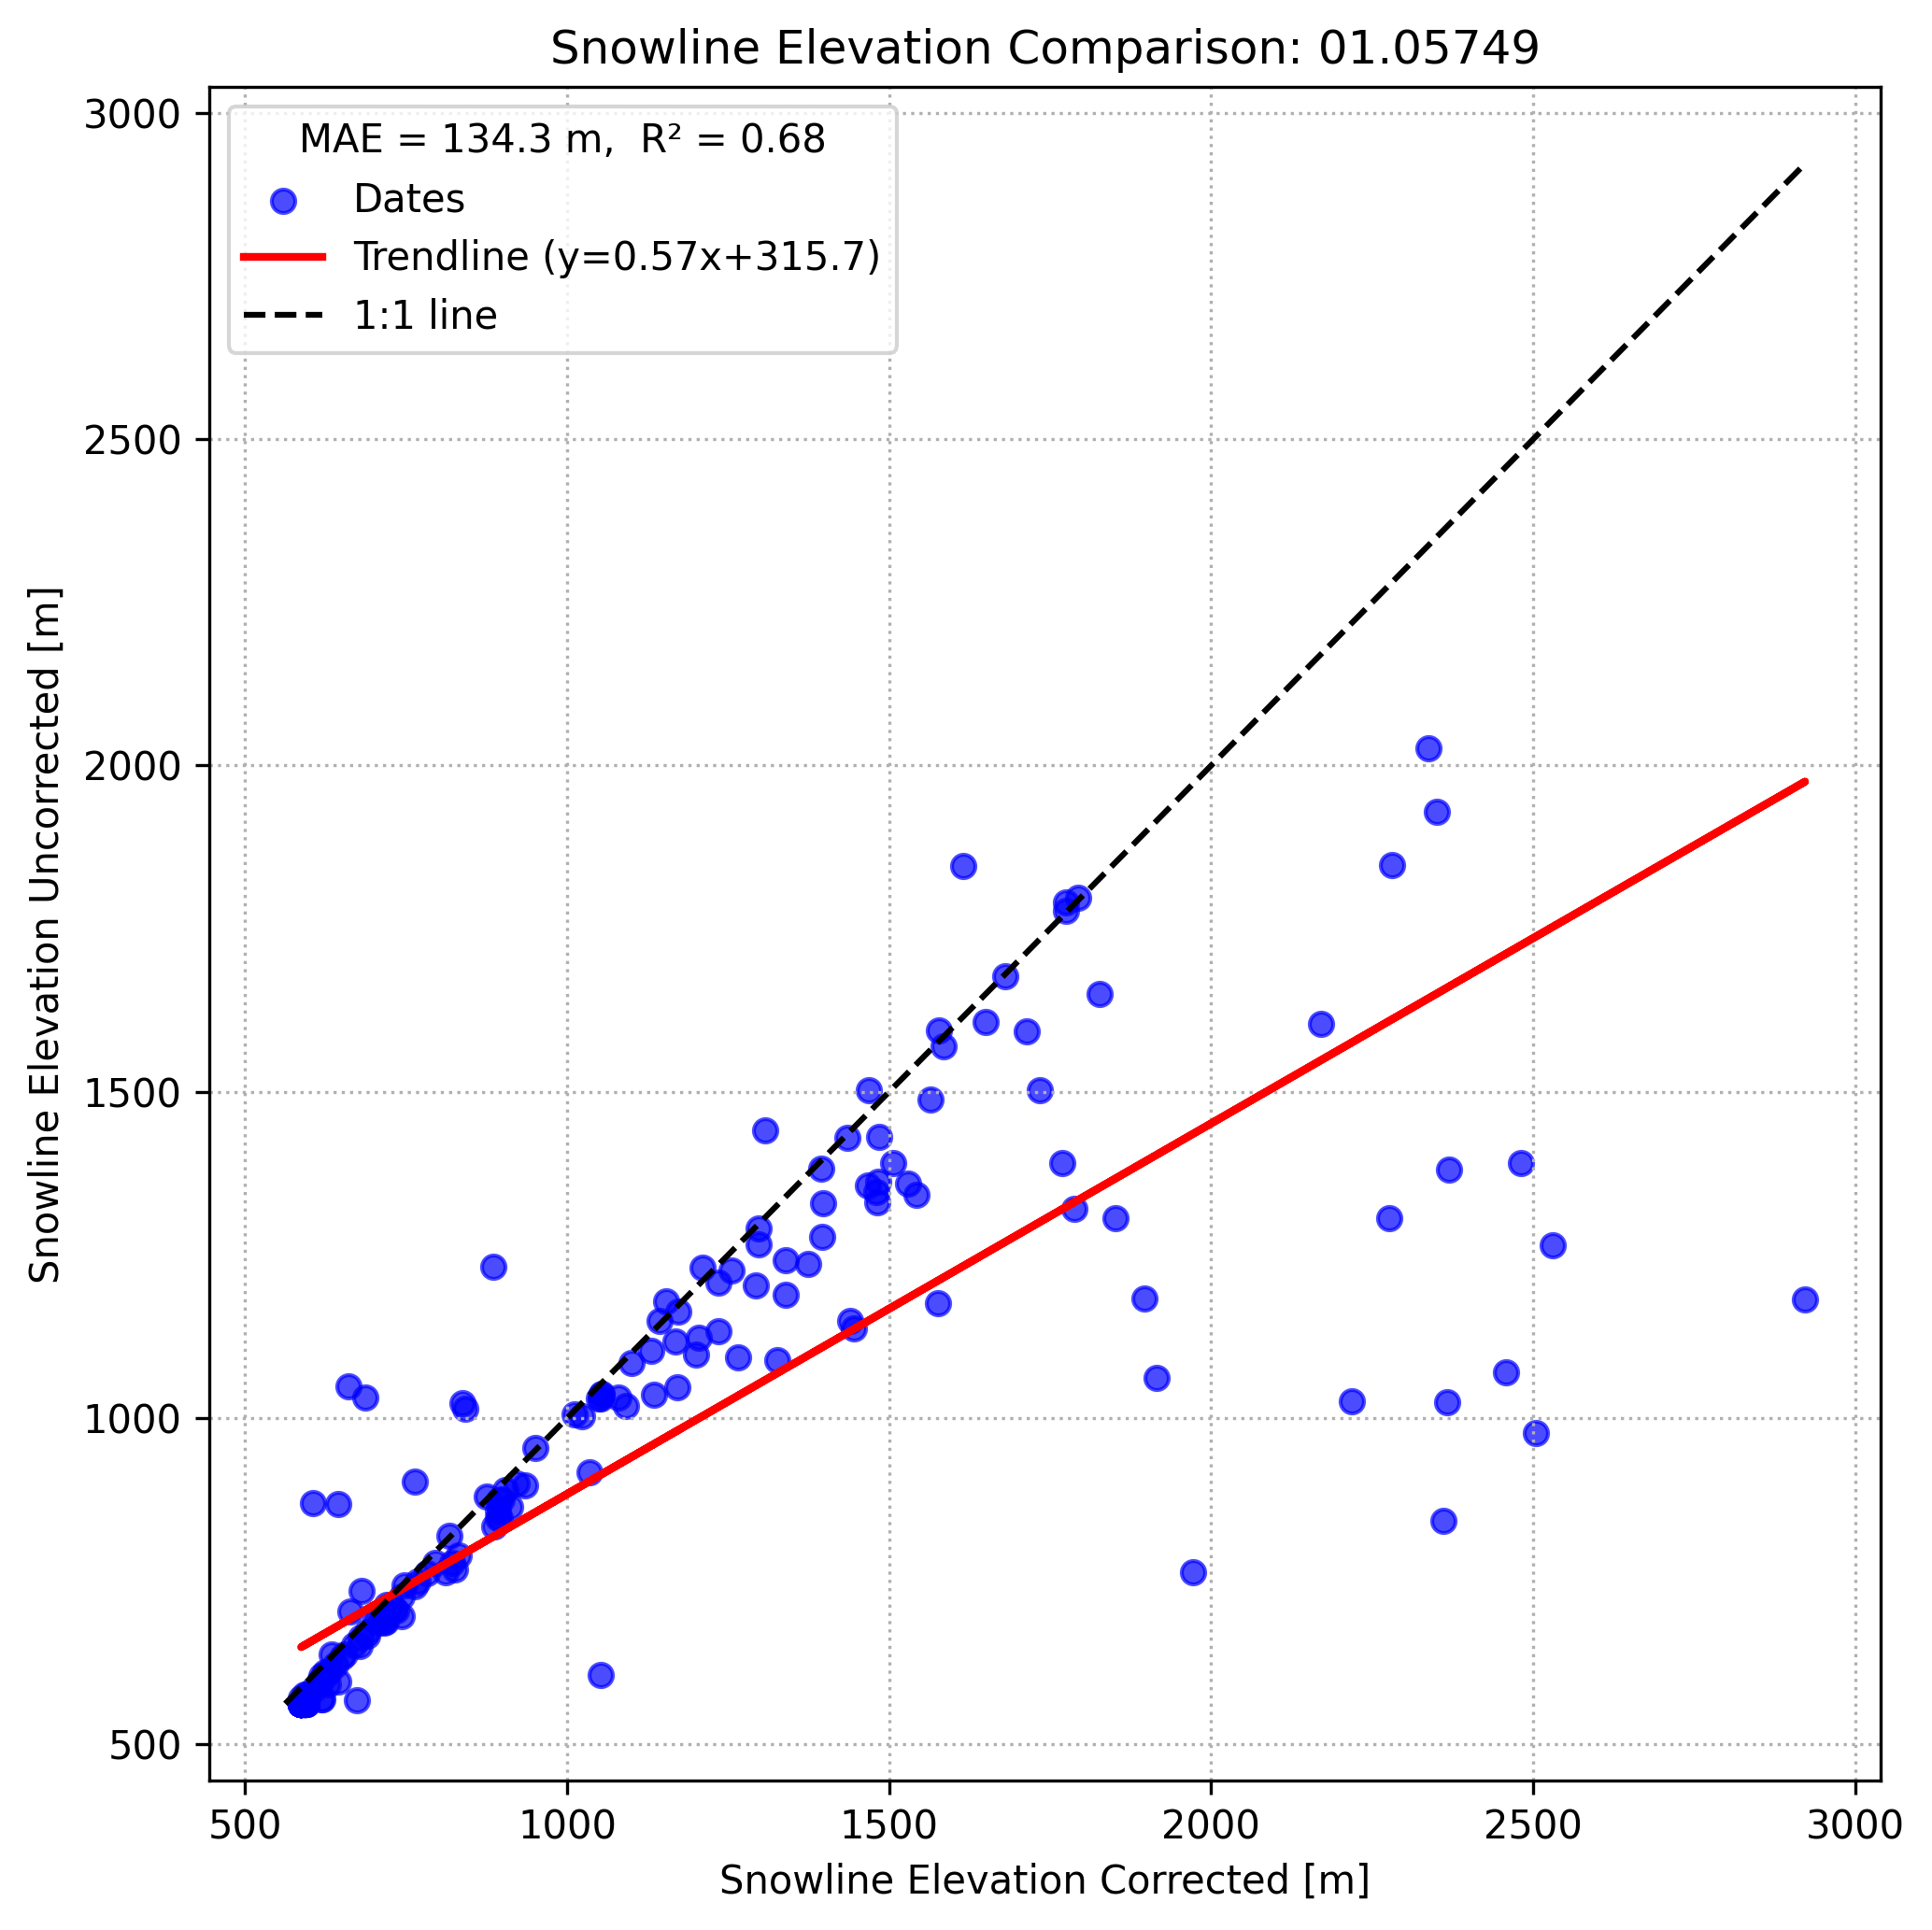 Snowline Elevation Comparison: 01.05749
MAE = 134.3 m,  R² = 0.68
Dates
Trendline (y=0.57x+315.7)
1:1 line
Snowline Elevation Uncorrected [m]
3000
2500
2000
1500
1000
500
500 1000 1500 2000 2500 3000
Snowline Elevation Corrected [m]